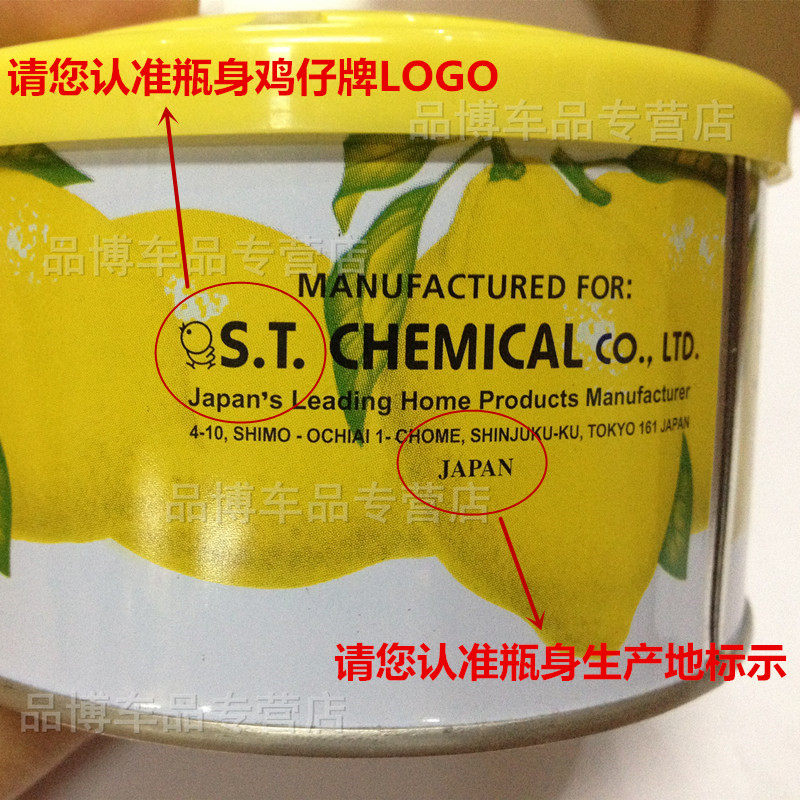 请您认准瓶身鸡仔牌LOGO
品博车品专营店
品博车品专营店
MANUFACTURED FOR:
S.T. CHEMICAL CO., LTD.
Japan's Leading Home Products Manufacturer
4-10, SHIMO - OCHIAI 1- CHOME, SHINJUKU-KU, TOKYO 161 JAPAN
JAPAN
品博车品专营店
请您认准瓶身生产地标示
品博车品专营店